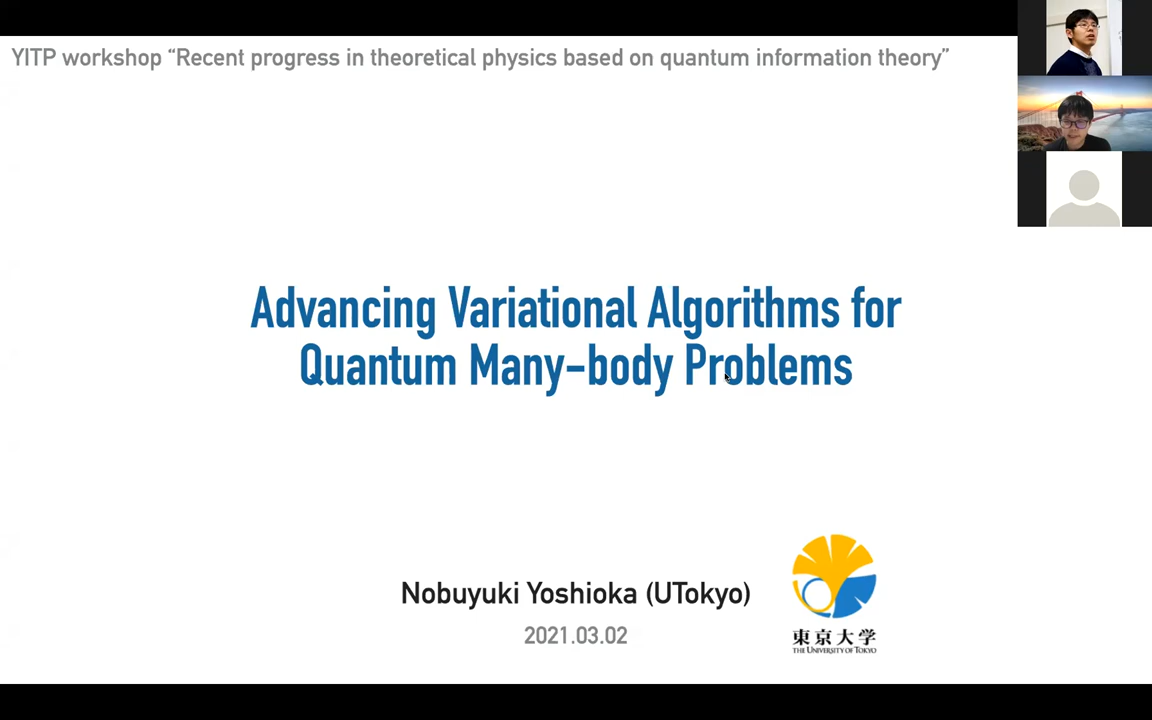 YITP workshop “Recent progress in theoretical physics based on quantum information theory”
Advancing Variational Algorithms for
Quantum Many-body Problems
Nobuyuki Yoshioka (UTokyo)
2021.03.02
東京大学
THE UNIVERSITY OF TOKYO